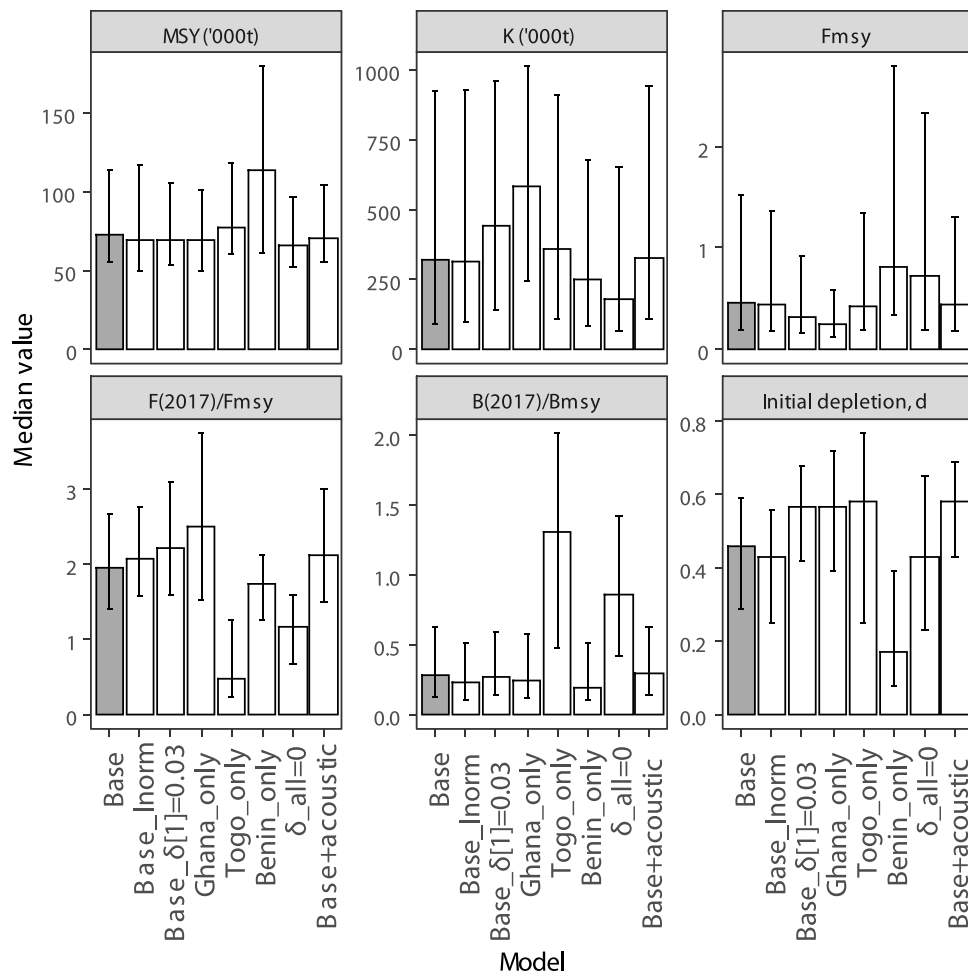 MSY ('000t)
K ('000t)
Fmsy
150
100
50
0
1000
750
500
250
0
2
1
0
F(2017)/Fmsy
B(2017)/Bmsy
Initial depletion, d
3
2
1
0
2.0
1.5
1.0
0.5
0.0
0.8
0.6
0.4
0.2
0.0
Median value
Base
Base_lnorm
Base_δ[1]=0.03
Ghana_only
Togo_only
Benin_only
δ_all=0
Base+acoustic
Base
Base_lnorm
Base_δ[1]=0.03
Ghana_only
Togo_only
Benin_only
δ_all=0
Base+acoustic
Base
Base_lnorm
Base_δ[1]=0.03
Ghana_only
Togo_only
Benin_only
δ_all=0
Base+acoustic
Model